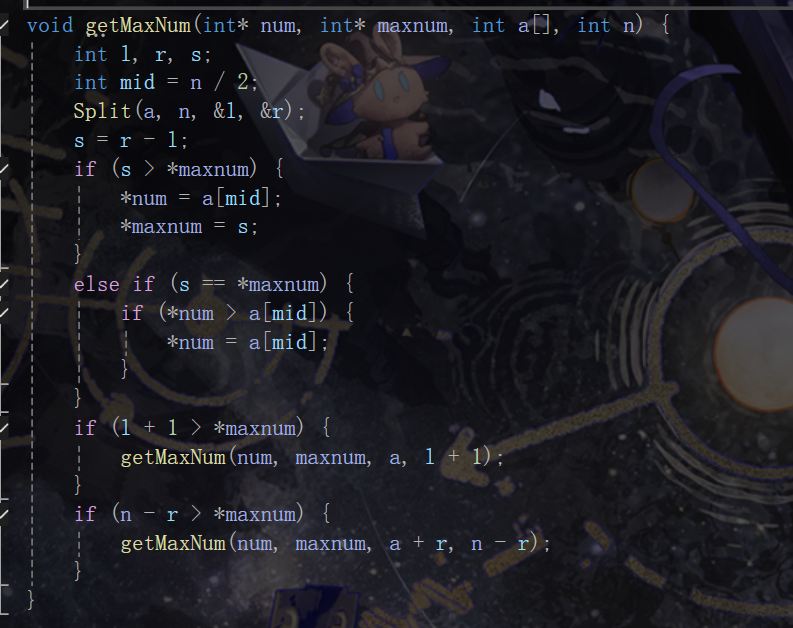 void getMaxNum(int* num, int* maxnum, int a[], int n) {
int l, r, s;
int mid = n / 2;
Split(a, n, &l, &r);
s = r - l;
if (s > *maxnum) {
*num = a[mid];
*maxnum = s;
}
else if (s == *maxnum) {
if (*num > a[mid]) {
*num = a[mid];
}
}
if (l + 1 > *maxnum) {
getMaxNum(num, maxnum, a, l + 1);
}
if (n - r > *maxnum) {
getMaxNum(num, maxnum, a + r, n - r);
}
}